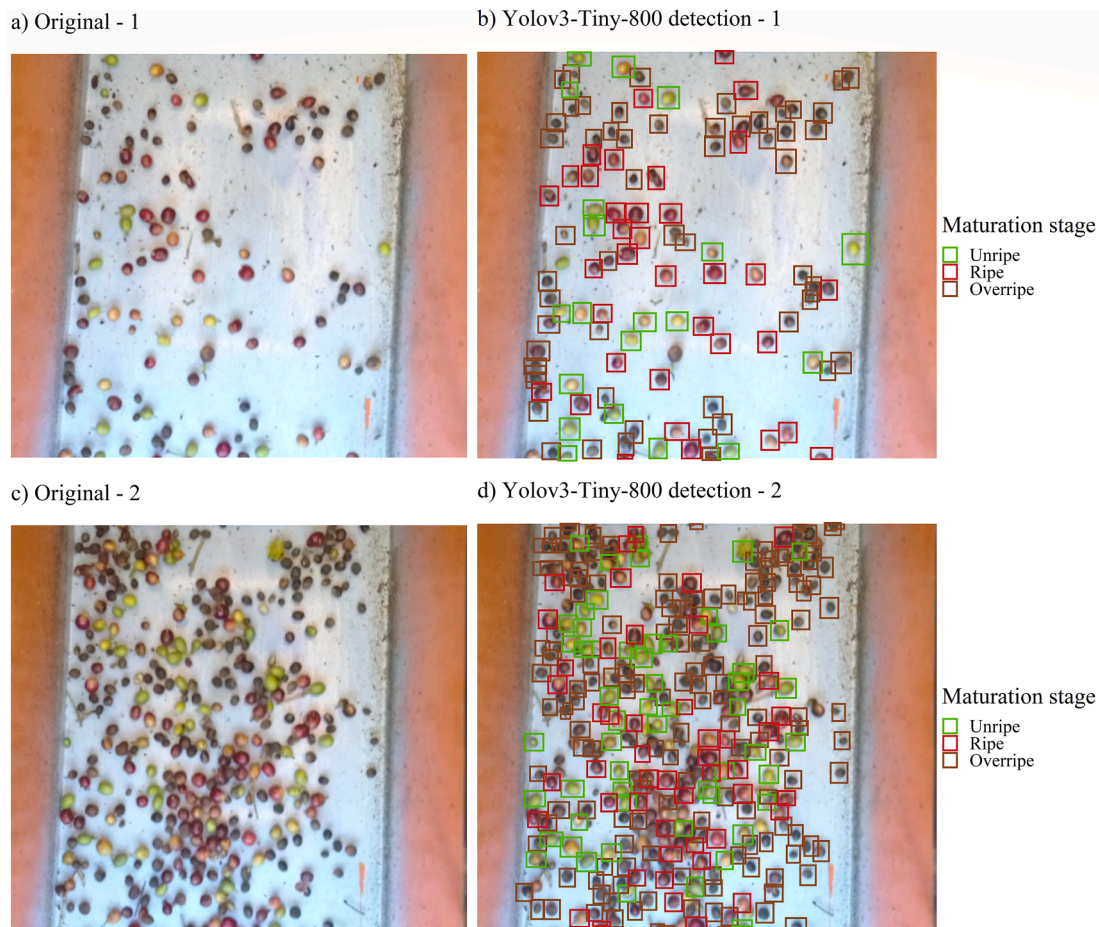 a) Original - 1
b) Yolov3-Tiny-800 detection - 1
Maturation stage
Unripe
Ripe
Overripe
c) Original - 2
d) Yolov3-Tiny-800 detection - 2
Maturation stage
Unripe
Ripe
Overripe